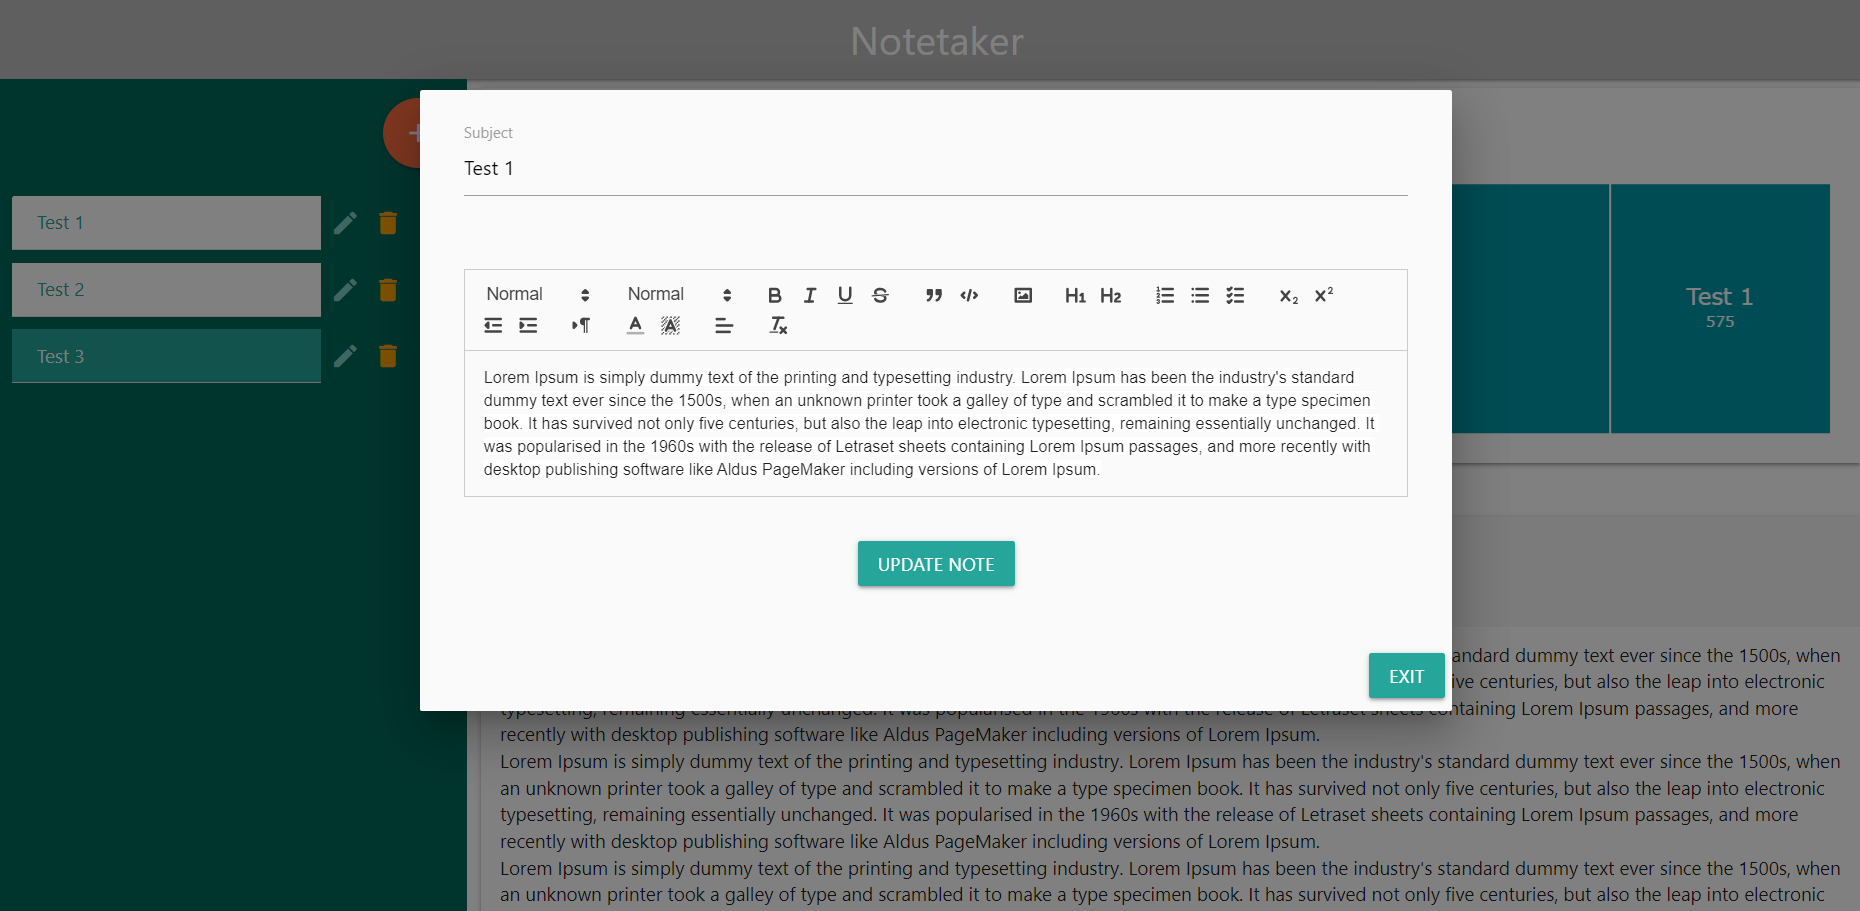 Notetaker
Test 1
Test 2
Test 3
Subject
Test 1
Normal
Normal
H1 H2
Lorem Ipsum is simply dummy text of the printing and typesetting industry. Lorem Ipsum has been the industry's standard
dummy text ever since the 1500s, when an unknown printer took a galley of type and scrambled it to make a type specimen
book. It has survived not only five centuries, but also the leap into electronic typesetting, remaining essentially unchanged. It
was popularised in the 1960s with the release of Letraset sheets containing Lorem Ipsum passages, and more recently with
desktop publishing software like Aldus PageMaker including versions of Lorem Ipsum.
UPDATE NOTE
EXIT
Test 1
575
andard dummy text ever since the 1500s, when
ive centuries, but also the leap into electronic
typesetting, remaining essentially unchanged. It was popularised in the 1960s with the release of Letraset sheets containing Lorem Ipsum passages, and more
recently with desktop publishing software like Aldus PageMaker including versions of Lorem Ipsum.
Lorem Ipsum is simply dummy text of the printing and typesetting industry. Lorem Ipsum has been the industry's standard dummy text ever since the 1500s, when
an unknown printer took a galley of type and scrambled it to make a type specimen book. It has survived not only five centuries, but also the leap into electronic
typesetting, remaining essentially unchanged. It was popularised in the 1960s with the release of Letraset sheets containing Lorem Ipsum passages, and more
recently with desktop publishing software like Aldus PageMaker including versions of Lorem Ipsum.
Lorem Ipsum is simply dummy text of the printing and typesetting industry. Lorem Ipsum has been the industry's standard dummy text ever since the 1500s, when
an unknown printer took a galley of type and scrambled it to make a type specimen book. It has survived not only five centuries, but also the leap into electronic